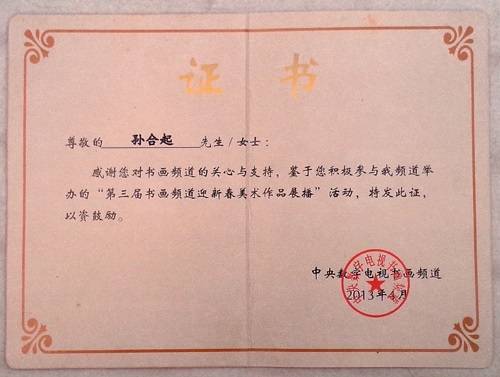 证书
尊敬的 孙合起 先生/女士：
感谢您对书画频道的关心与支持，鉴于您积极参与我频道举
办的“第三届书画频道迎新春美术作品展播”活动，特发此证，
以资鼓励。
中央数字电视书画频道
2013年4月